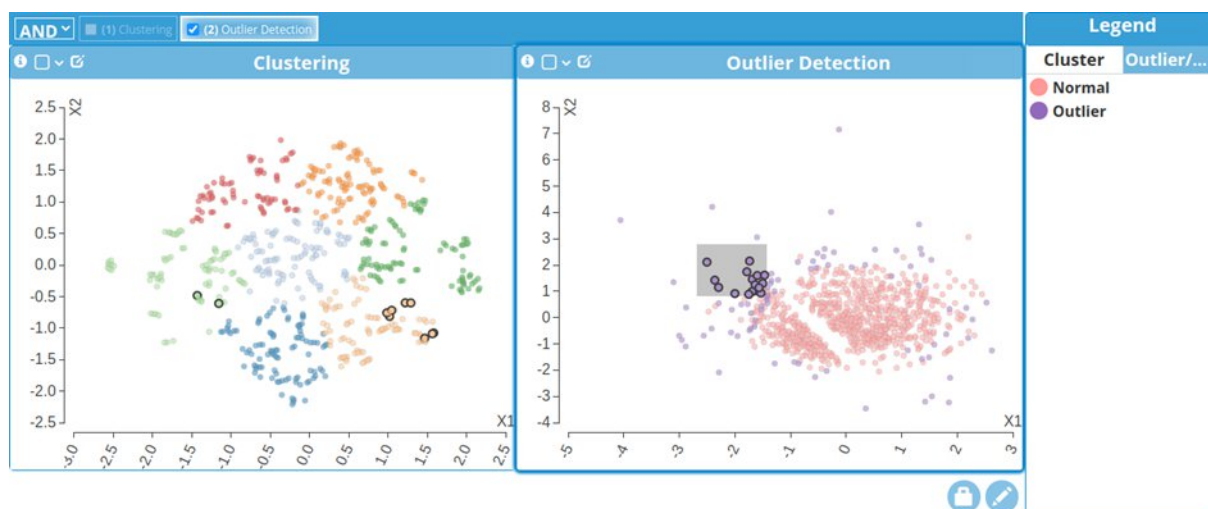 AND (1) Clustering (2) Outlier Detection
Legend
Clustering
Outlier Detection
Cluster Outlier/...
Normal
Outlier
X2
2.5
2.0
1.5
1.0
0.5
0.0
-0.5
-1.0
-1.5
-2.0
-2.5
X1
-3.0 -2.5 -2.0 -1.5 -1.0 -0.5 0.0 0.5 1.0 1.5 2.0 2.5
X2
8
7
6
5
4
3
2
1
0
-1
-2
-3
-4
X1
-5 -4 -3 -2 -1 0 1 2 3